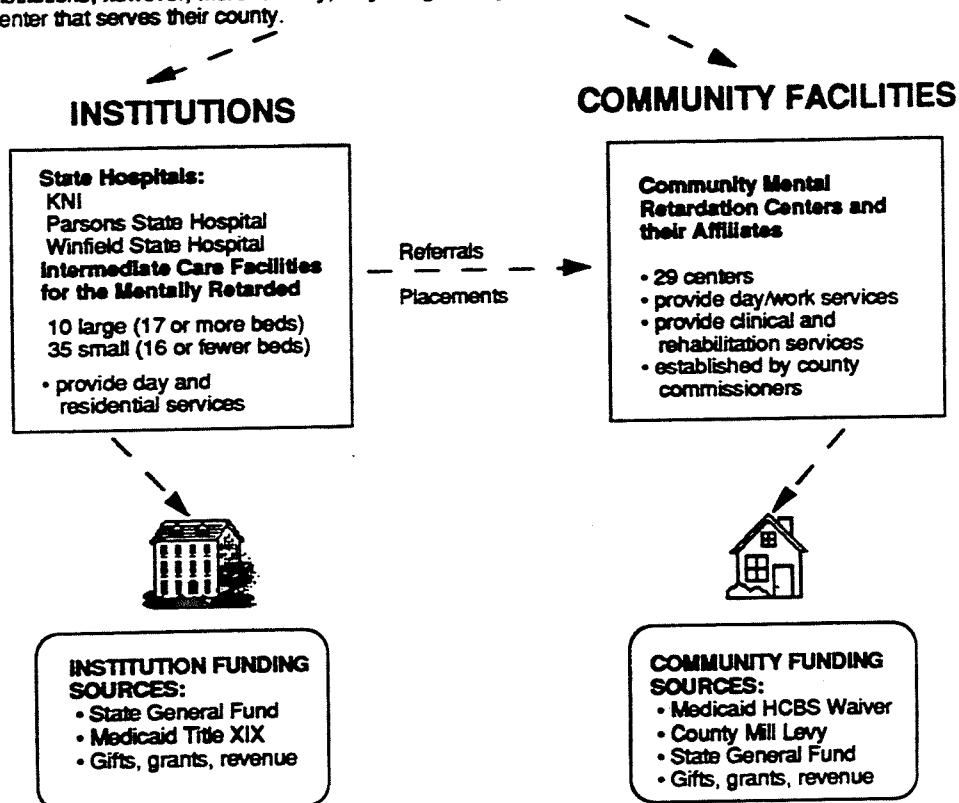 enter that serves their county.
INSTITUTIONS
COMMUNITY FACILITIES
State Hospitals:
KNI
Parsons State Hospital
Winfield State Hospital
Intermediate Care Facilities
for the Mentally Retarded
10 large (17 or more beds)
35 small (16 or fewer beds)
• provide day and
residential services
Referrals
Placements
Community Mental
Retardation Centers and
their Affiliates
• 29 centers
• provide day/work services
• provide clinical and
rehabilitation services
• established by county
commissioners
INSTITUTION FUNDING
SOURCES:
• State General Fund
• Medicaid Title XIX
• Gifts, grants, revenue
COMMUNITY FUNDING
SOURCES:
• Medicaid HCBS Waiver
• County Mill Levy
• State General Fund
• Gifts, grants, revenue